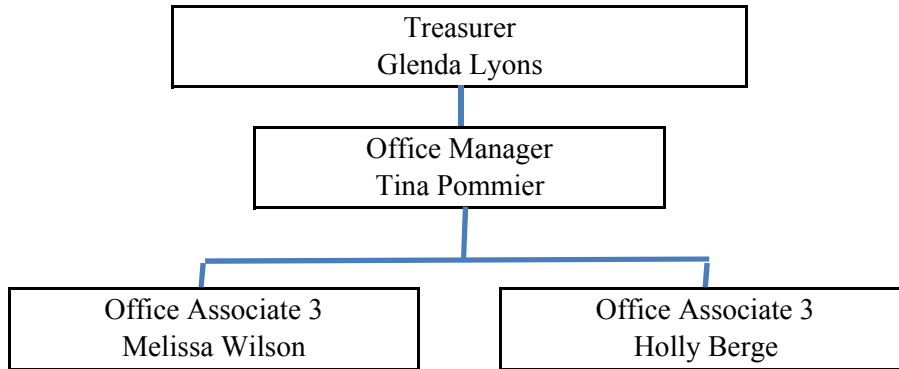 Treasurer
Glenda Lyons
Office Manager
Tina Pommier
Office Associate 3
Melissa Wilson
Office Associate 3
Holly Berge